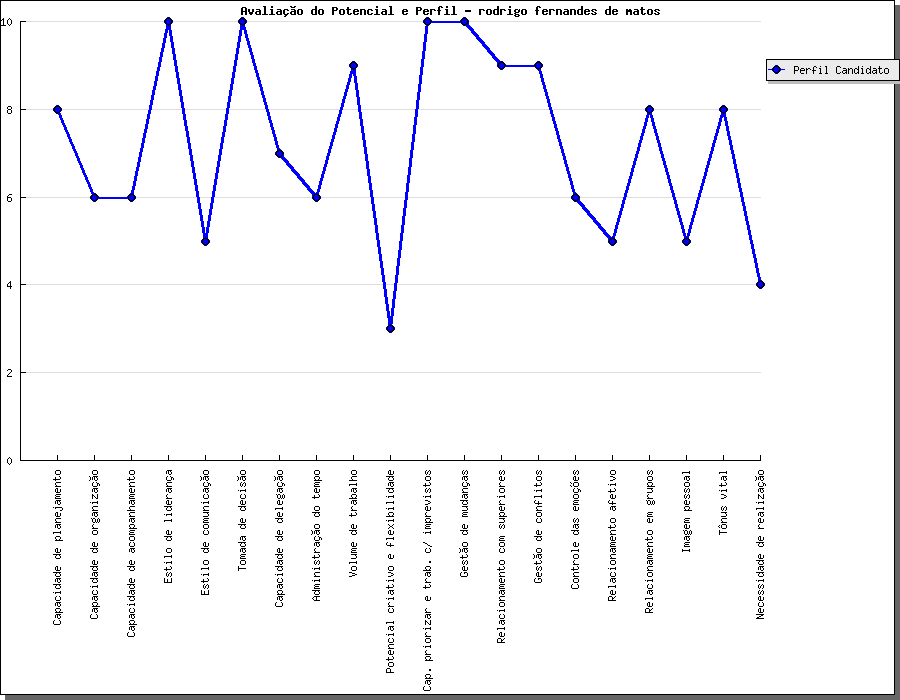 Avaliação do Potencial e Perfil - rodrigo fernandes de matos
10
8
6
4
2
0
Perfil Candidato
Capacidade de planejamento
Capacidade de organização
Capacidade de acompanhamento
Estilo de liderança
Estilo de comunicação
Tomada de decisão
Capacidade de delegação
Administração do tempo
Volume de trabalho
Potencial criativo e flexibilidade
Cap. priorizar e trab. c/ imprevistos
Gestão de mudanças
Relacionamento com superiores
Gestão de conflitos
Controle das emoções
Relacionamento afetivo
Relacionamento em grupos
Imagem pessoal
Tônus vital
Necessidade de realização